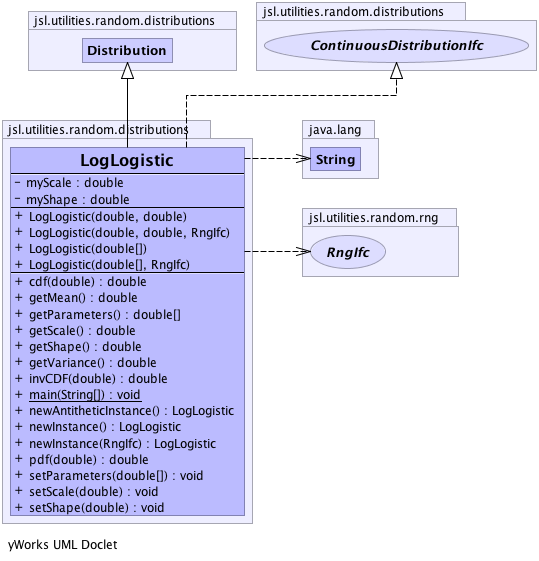 jsl.utilities.random.distributions
Distribution
jsl.utilities.random.distributions
ContinuousDistributionIfc
jsl.utilities.random.distributions
LogLogistic
− myScale : double
− myShape : double
+ LogLogistic(double, double)
+ LogLogistic(double, double, RngIfc)
+ LogLogistic(double[])
+ LogLogistic(double[], RngIfc)
+ cdf(double) : double
+ getMean() : double
+ getParameters() : double[]
+ getScale() : double
+ getShape() : double
+ getVariance() : double
+ invCDF(double) : double
+ main(String[]) : void
+ newAntitheticInstance() : LogLogistic
+ newInstance() : LogLogistic
+ newInstance(RngIfc) : LogLogistic
+ pdf(double) : double
+ setParameters(double[]) : void
+ setScale(double) : void
+ setShape(double) : void
java.lang
String
jsl.utilities.random.rng
RngIfc
yWorks UML Doclet